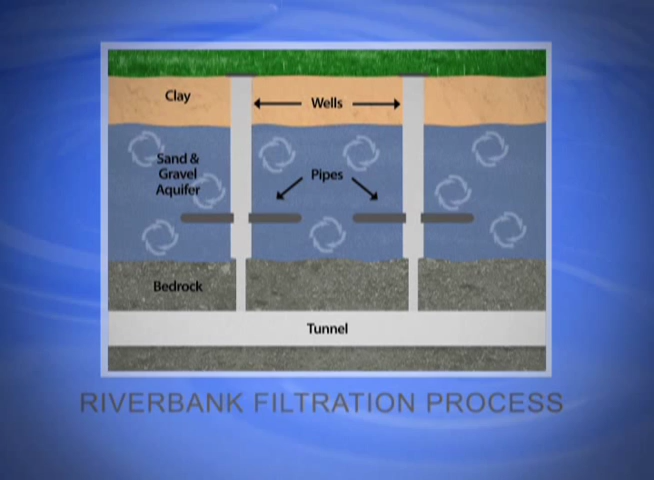 Clay
Wells
Sand &
Gravel
Aquifer
Pipes
Bedrock
Tunnel
RIVERBANK FILTRATION PROCESS